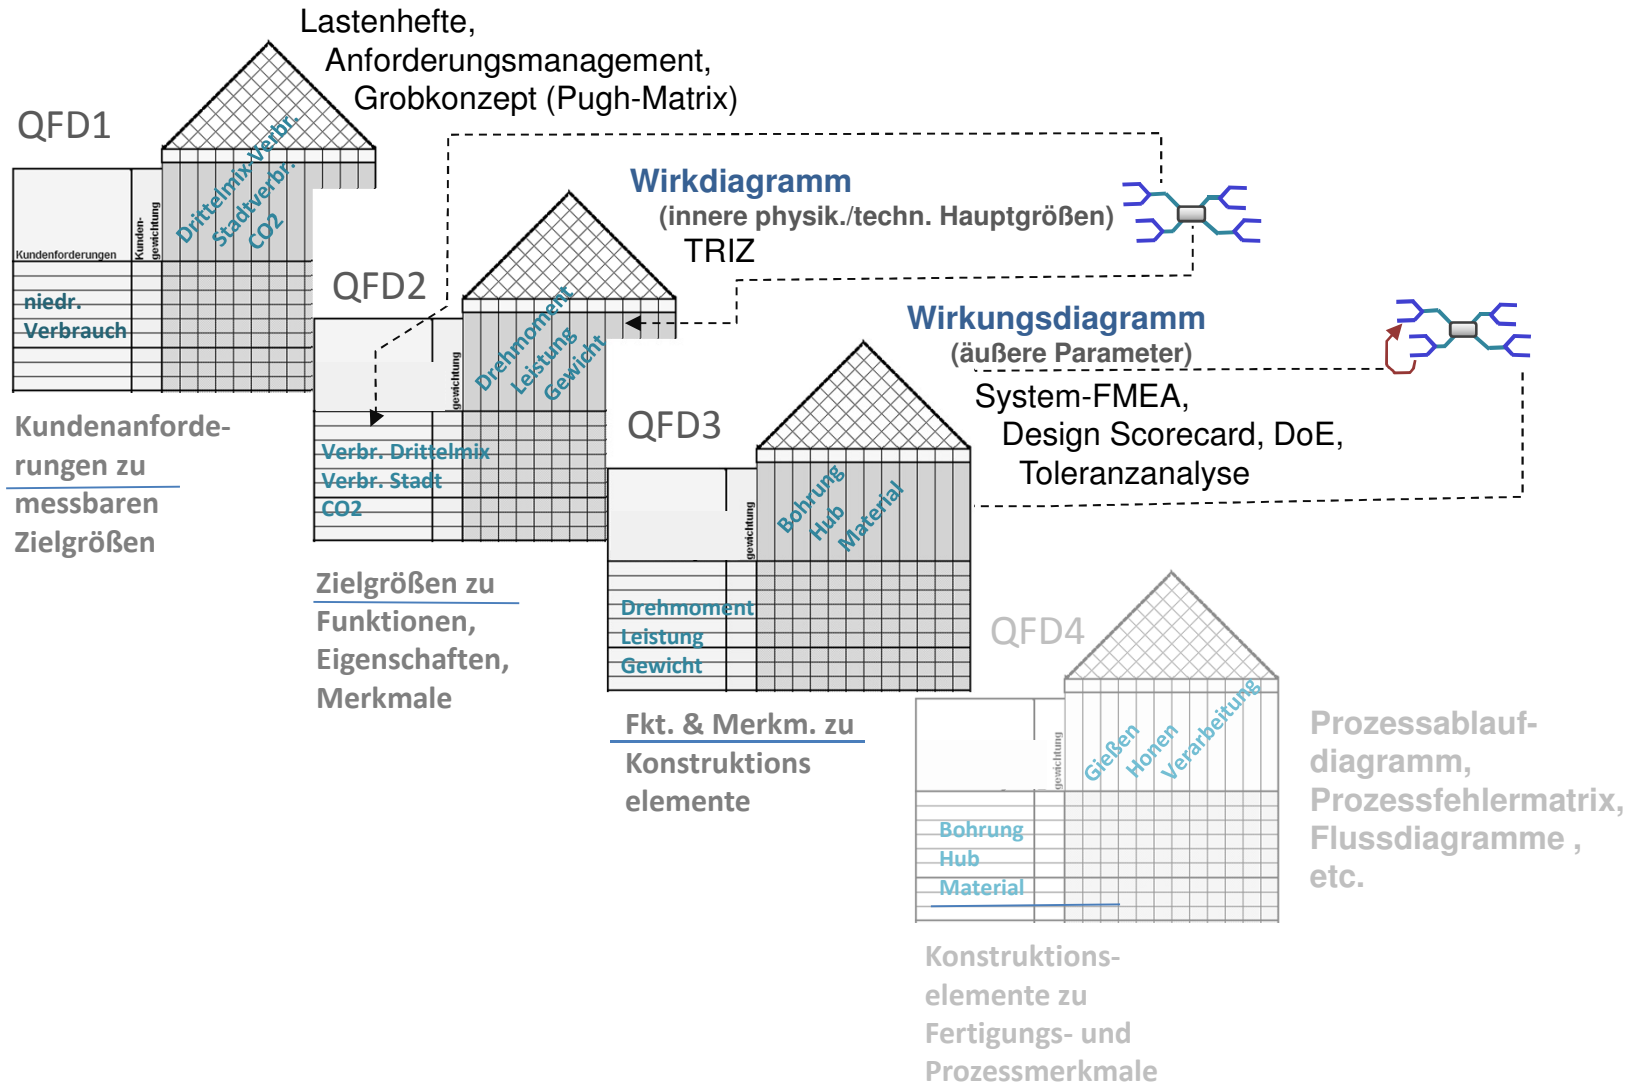 Lastenhefte,
Anforderungsmanagement,
Grobkonzept (Pugh-Matrix)
QFD1
Drittelmix-Verbr.
Stadtverbr.
CO2
Kundenforderungen
Kunden-
gewichtung
niedr.
Verbrauch
Kundenanforde-
rungen zu
messbaren
Zielgrößen
Wirkdiagramm
(innere physik./techn. Hauptgrößen)
TRIZ
QFD2
Drehmoment
Leistung
Gewicht
gewichtung
Verbr. Drittelmix
Verbr. Stadt
CO2
Zielgrößen zu
Funktionen,
Eigenschaften,
Merkmale
Wirkungsdiagramm
(äußere Parameter)
System-FMEA,
Design Scorecard, DoE,
Toleranzanalyse
QFD3
Bohrung
Hub
Material
gewichtung
Drehmoment
Leistung
Gewicht
Fkt. & Merkm. zu
Konstruktions
elemente
QFD4
Gießen
Honen
Verarbeitung
gewichtung
Bohrung
Hub
Material
Konstruktions-
elemente zu
Fertigungs- und
Prozessmerkmale
Prozessablauf-
diagramm,
Prozessfehlermatrix,
Flussdiagramme ,
etc.